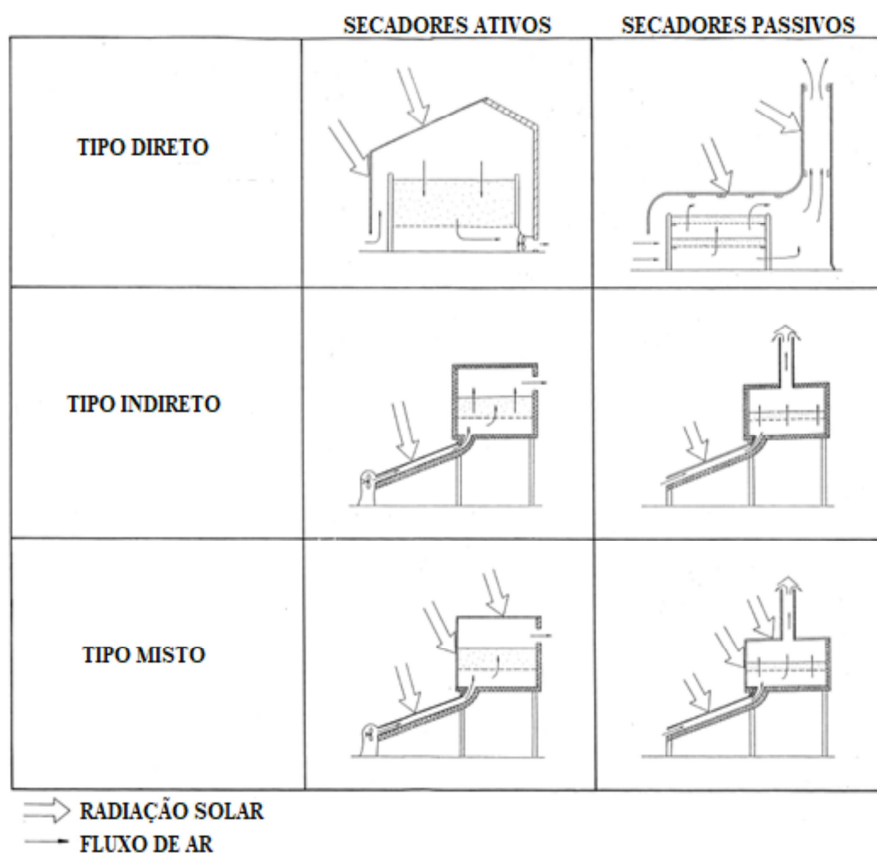 SECADORES ATIVOS SECADORES PASSIVOS
TIPO DIRETO
TIPO INDIRETO
TIPO MISTO
RADIAÇÃO SOLAR
FLUXO DE AR